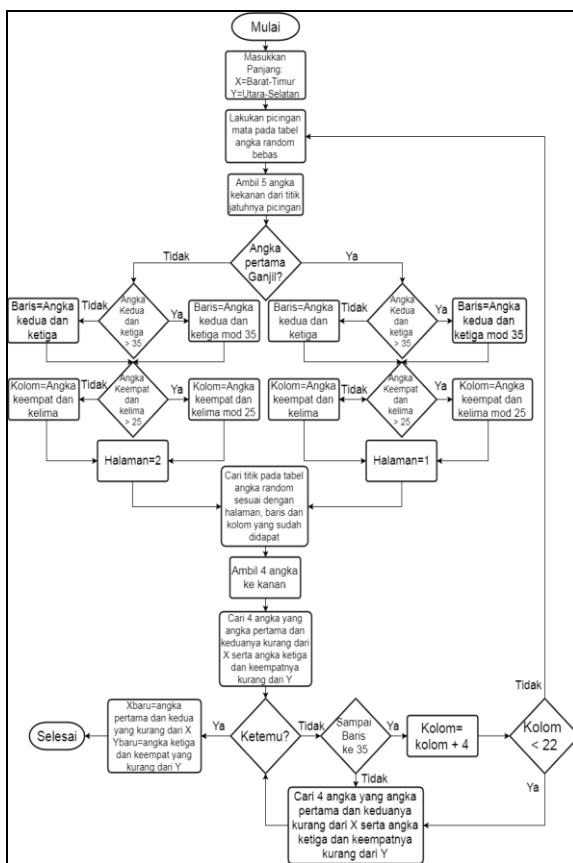 Mulai
Masukkan
Panjang:
X=Barat-Timur
Y=Utara-Selatan
Lakukan picingan
mata pada tabel
angka random
bebas
Ambil 5 angka
kekanan dari titik
jatuhnya picingan
Tidak
Angka
pertama
Ganjil?
Ya
Baris=Angka
kedua dan
ketiga
Tidak
Angka
Kedua
dan
ketiga
> 35
Ya
Baris=Angka
kedua dan
ketiga mod 35
Baris=Angka
kedua dan
ketiga
Tidak
Angka
Kedua
dan
ketiga
> 35
Ya
Baris=Angka
kedua dan
ketiga mod 35
Kolom=Angka
keempat dan
kelima
Tidak
Angka
Keempat
dan
kelima
> 25
Ya
Kolom=Angka
keempat dan
kelima mod 25
Kolom=Angka
keempat dan
kelima
Tidak
Angka
Keempat
dan
kelima
> 25
Ya
Kolom=Angka
keempat dan
kelima mod 25
Halaman=2
Halaman=1
Cari titik pada tabel
angka random
sesuai dengan
halaman, baris dan
kolom yang sudah
didapat
Ambil 4 angka
ke kanan
Cari 4 angka yang
angka pertama dan
keduanya kurang dari
X serta angka ketiga
dan keempatnya
kurang dari Y
Selesai
Xbaru=angka
pertama dan kedua
yang kurang dari X
Ybaru=angka ketiga
dan keempat yang
kurang dari Y
Ya
Ketemu?
Tidak
Sampai
Baris
ke 35
Ya
Kolom=
kolom + 4
Kolom
< 22
Tidak
Ya
Tidak
Cari 4 angka yang angka
pertama dan keduanya
kurang dari X serta angka
ketiga dan keempatnya
kurang dari Y